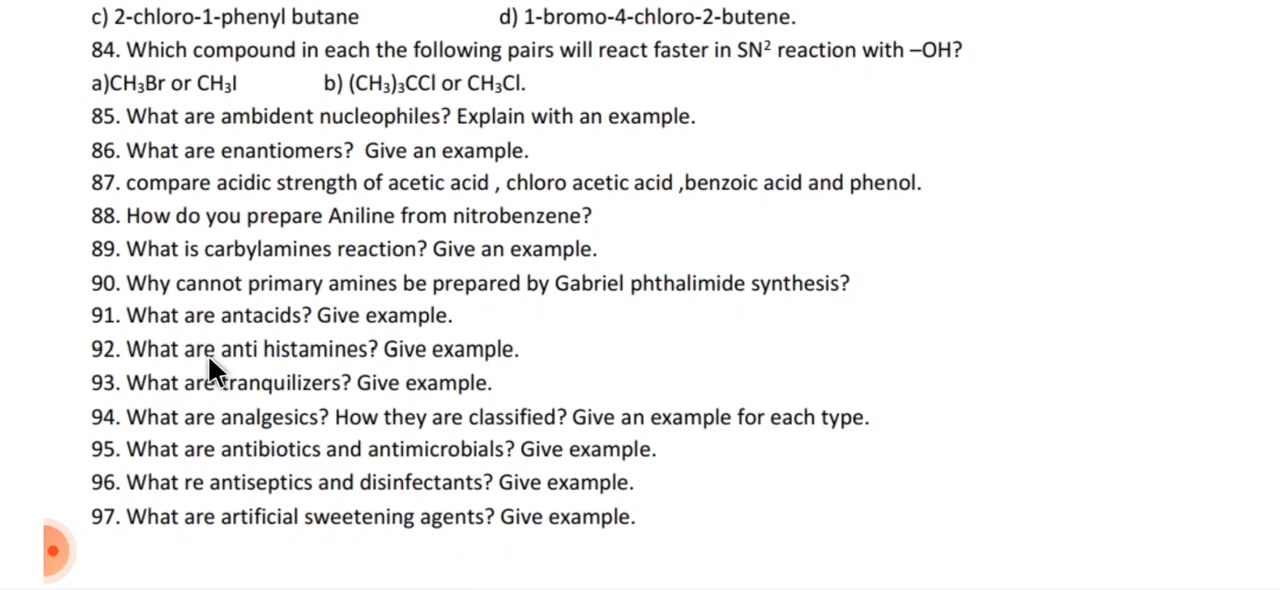 c) 2-chloro-1-phenyl butane d) 1-bromo-4-chloro-2-butene.
84. Which compound in each the following pairs will react faster in SN² reaction with –OH?
a)CH₃Br or CH₃I b) (CH₃)₃CCl or CH₃Cl.
85. What are ambident nucleophiles? Explain with an example.
86. What are enantiomers? Give an example.
87. compare acidic strength of acetic acid , chloro acetic acid ,benzoic acid and phenol.
88. How do you prepare Aniline from nitrobenzene?
89. What is carbylamines reaction? Give an example.
90. Why cannot primary amines be prepared by Gabriel phthalimide synthesis?
91. What are antacids? Give example.
92. What are anti histamines? Give example.
93. What are tranquilizers? Give example.
94. What are analgesics? How they are classified? Give an example for each type.
95. What are antibiotics and antimicrobials? Give example.
96. What re antiseptics and disinfectants? Give example.
97. What are artificial sweetening agents? Give example.